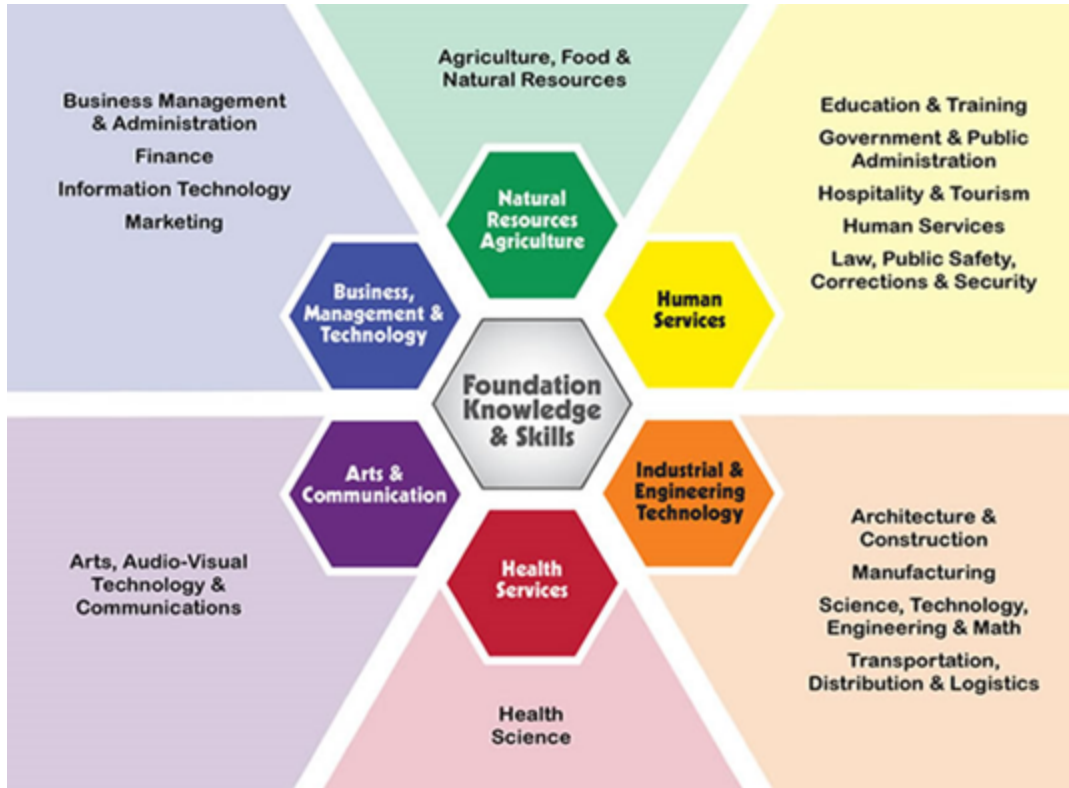 Agriculture, Food &
Natural Resources
Business Management
& Administration
Finance
Information Technology
Marketing
Education & Training
Government & Public
Administration
Hospitality & Tourism
Human Services
Law, Public Safety,
Corrections & Security
Natural
Resources
Agriculture
Business,
Management &
Technology
Human
Services
Foundation
Knowledge
& Skills
Arts &
Communication
Industrial &
Engineering
Technology
Health
Services
Arts, Audio-Visual
Technology &
Communications
Architecture &
Construction
Manufacturing
Science, Technology,
Engineering & Math
Transportation,
Distribution & Logistics
Health
Science